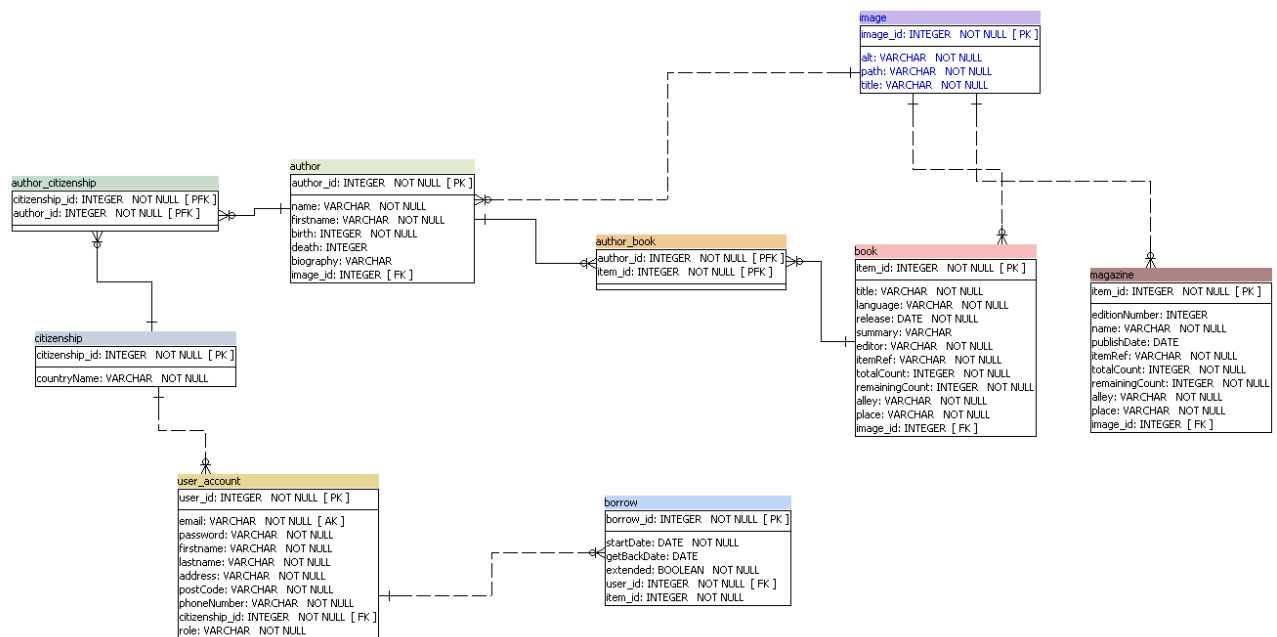 image
image_id: INTEGER NOT NULL [ PK ]
alt: VARCHAR NOT NULL
path: VARCHAR NOT NULL
title: VARCHAR NOT NULL
author
author_id: INTEGER NOT NULL [ PK ]
name: VARCHAR NOT NULL
firstname: VARCHAR NOT NULL
birth: INTEGER NOT NULL
death: INTEGER
biography: VARCHAR
image_id: INTEGER [ FK ]
author_citizenship
citizenship_id: INTEGER NOT NULL [ PFK ]
author_id: INTEGER NOT NULL [ PFK ]
author_book
author_id: INTEGER NOT NULL [ PFK ]
item_id: INTEGER NOT NULL [ PFK ]
book
item_id: INTEGER NOT NULL [ PK ]
title: VARCHAR NOT NULL
language: VARCHAR NOT NULL
release: DATE NOT NULL
summary: VARCHAR
editor: VARCHAR NOT NULL
itemRef: VARCHAR NOT NULL
totalCount: INTEGER NOT NULL
remainingCount: INTEGER NOT NULL
alley: VARCHAR NOT NULL
place: VARCHAR NOT NULL
image_id: INTEGER [ FK ]
magazine
item_id: INTEGER NOT NULL [ PK ]
editionNumber: INTEGER
name: VARCHAR NOT NULL
publishDate: DATE
itemRef: VARCHAR NOT NULL
totalCount: INTEGER NOT NULL
remainingCount: INTEGER NOT NULL
alley: VARCHAR NOT NULL
place: VARCHAR NOT NULL
image_id: INTEGER [ FK ]
citizenship
citizenship_id: INTEGER NOT NULL [ PK ]
countryName: VARCHAR NOT NULL
user_account
user_id: INTEGER NOT NULL [ PK ]
email: VARCHAR NOT NULL [ AK ]
password: VARCHAR NOT NULL
firstname: VARCHAR NOT NULL
lastname: VARCHAR NOT NULL
address: VARCHAR NOT NULL
postCode: VARCHAR NOT NULL
phoneNumber: VARCHAR NOT NULL
citizenship_id: INTEGER NOT NULL [ FK ]
role: VARCHAR NOT NULL
borrow
borrow_id: INTEGER NOT NULL [ PK ]
startDate: DATE NOT NULL
getBackDate: DATE
extended: BOOLEAN NOT NULL
user_id: INTEGER NOT NULL [ FK ]
item_id: INTEGER NOT NULL